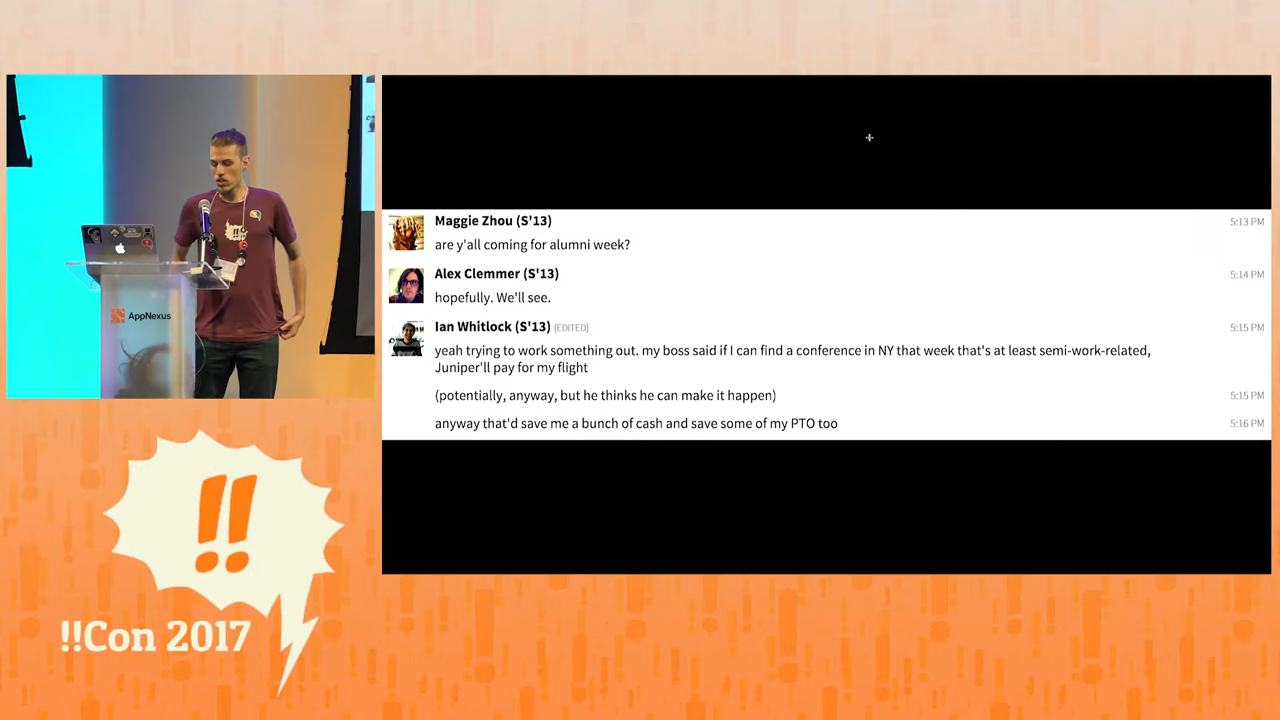 Maggie Zhou (S'13)
5:13 PM
are y'all coming for alumni week?
Alex Clemmer (S'13)
5:14 PM
hopefully. We'll see.
Ian Whitlock (S'13) (EDITED)
5:15 PM
yeah trying to work something out. my boss said if I can find a conference in NY that week that's at least semi-work-related,
Juniper'll pay for my flight
(potentially, anyway, but he thinks he can make it happen)
5:15 PM
anyway that'd save me a bunch of cash and save some of my PTO too
5:16 PM
AppNexus
!!
!!
!!Con 2017